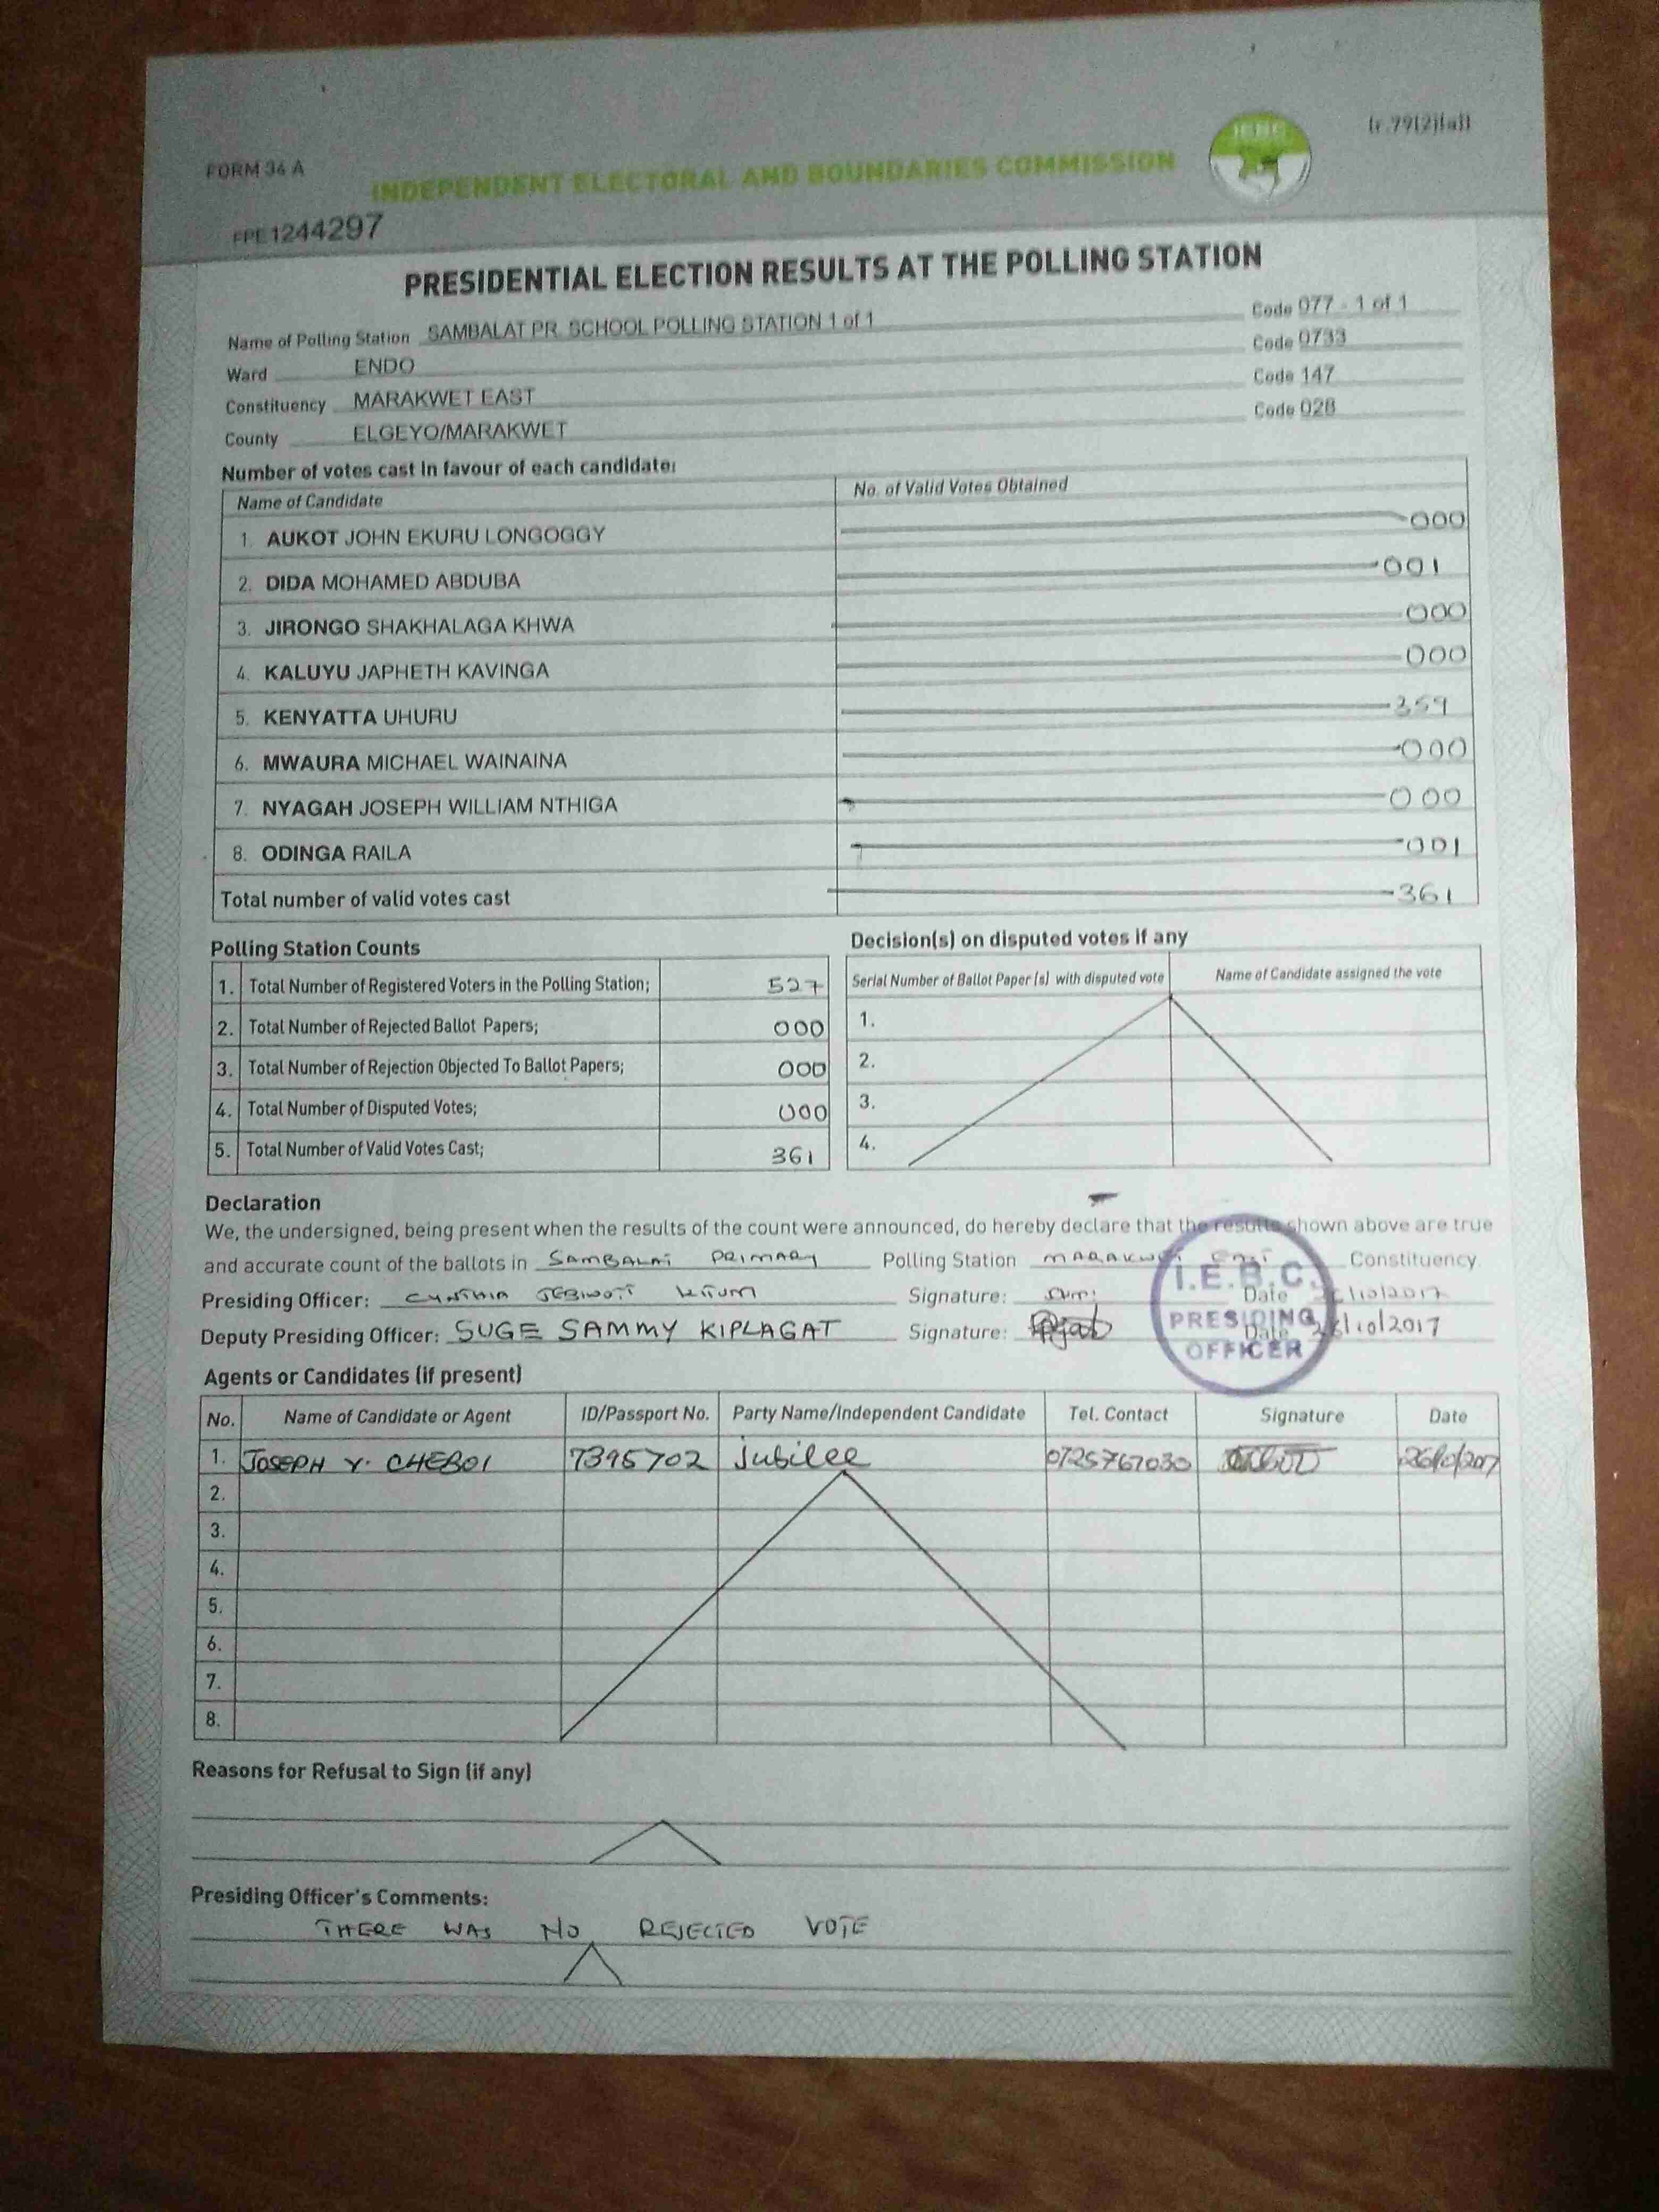 (r.79(2)(a))
FORM 34 A
INDEPENDENT ELECTORAL AND BOUNDARIES COMMISSION
IEBC
FPE1244297
PRESIDENTIAL ELECTION RESULTS AT THE POLLING STATION
Name of Polling Station SAMBALAT PR. SCHOOL POLLING STATION 1 of 1 Code 077 - 1 of 1
Ward ENDO Code 0733
Constituency MARAKWET EAST Code 147
County ELGEYO/MARAKWET Code 028
Number of votes cast in favour of each candidate:
Name of Candidate No. of Valid Votes Obtained
1. AUKOT JOHN EKURU LONGOGGY 000
2. DIDA MOHAMED ABDUBA 001
3. JIRONGO SHAKHALAGA KHWA 000
4. KALUYU JAPHETH KAVINGA 000
5. KENYATTA UHURU 359
6. MWAURA MICHAEL WAINAINA 000
7. NYAGAH JOSEPH WILLIAM NTHIGA 000
8. ODINGA RAILA 001
Total number of valid votes cast 361
Polling Station Counts
1. Total Number of Registered Voters in the Polling Station; 527
2. Total Number of Rejected Ballot Papers; 000
3. Total Number of Rejection Objected To Ballot Papers; 000
4. Total Number of Disputed Votes; 000
5. Total Number of Valid Votes Cast; 361
Decision(s) on disputed votes if any
Serial Number of Ballot Paper (s) with disputed vote Name of Candidate assigned the vote
1.
2.
3.
4.
Declaration
We, the undersigned, being present when the results of the count were announced, do hereby declare that the results shown above are true
and accurate count of the ballots in SAMBALAT PRIMARY Polling Station MARAKWET EAST Constituency.
Presiding Officer: CYNTHIA JEBIWOTT Signature: Date /10/2017
Deputy Presiding Officer: SUGE SAMMY KIPLAGAT Signature: Date 26/10/2017
I.E.B.C.
PRESIDING
OFFICER
Agents or Candidates (if present)
No. Name of Candidate or Agent ID/Passport No. Party Name/Independent Candidate Tel. Contact Signature Date
1. JOSEPH Y. CHEBOI 7395702 jubilee 0725767030 26/10/2017
2.
3.
4.
5.
6.
7.
8.
Reasons for Refusal to Sign (if any)
Presiding Officer's Comments:
THERE WAS NO REJECTED VOTE